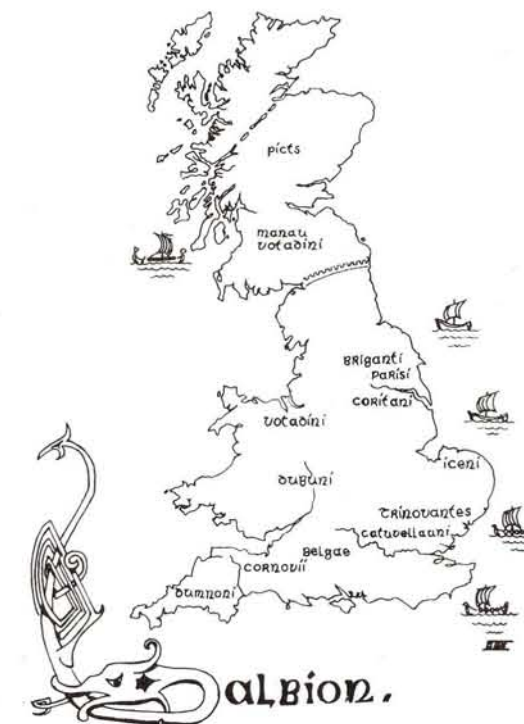 picts
manau
votadini
Briganti
Parisi
coritani
votadini
iceni
dubuni
Trinovantes
catuvellauni
Belgae
cornovii
dumnoni
albion.